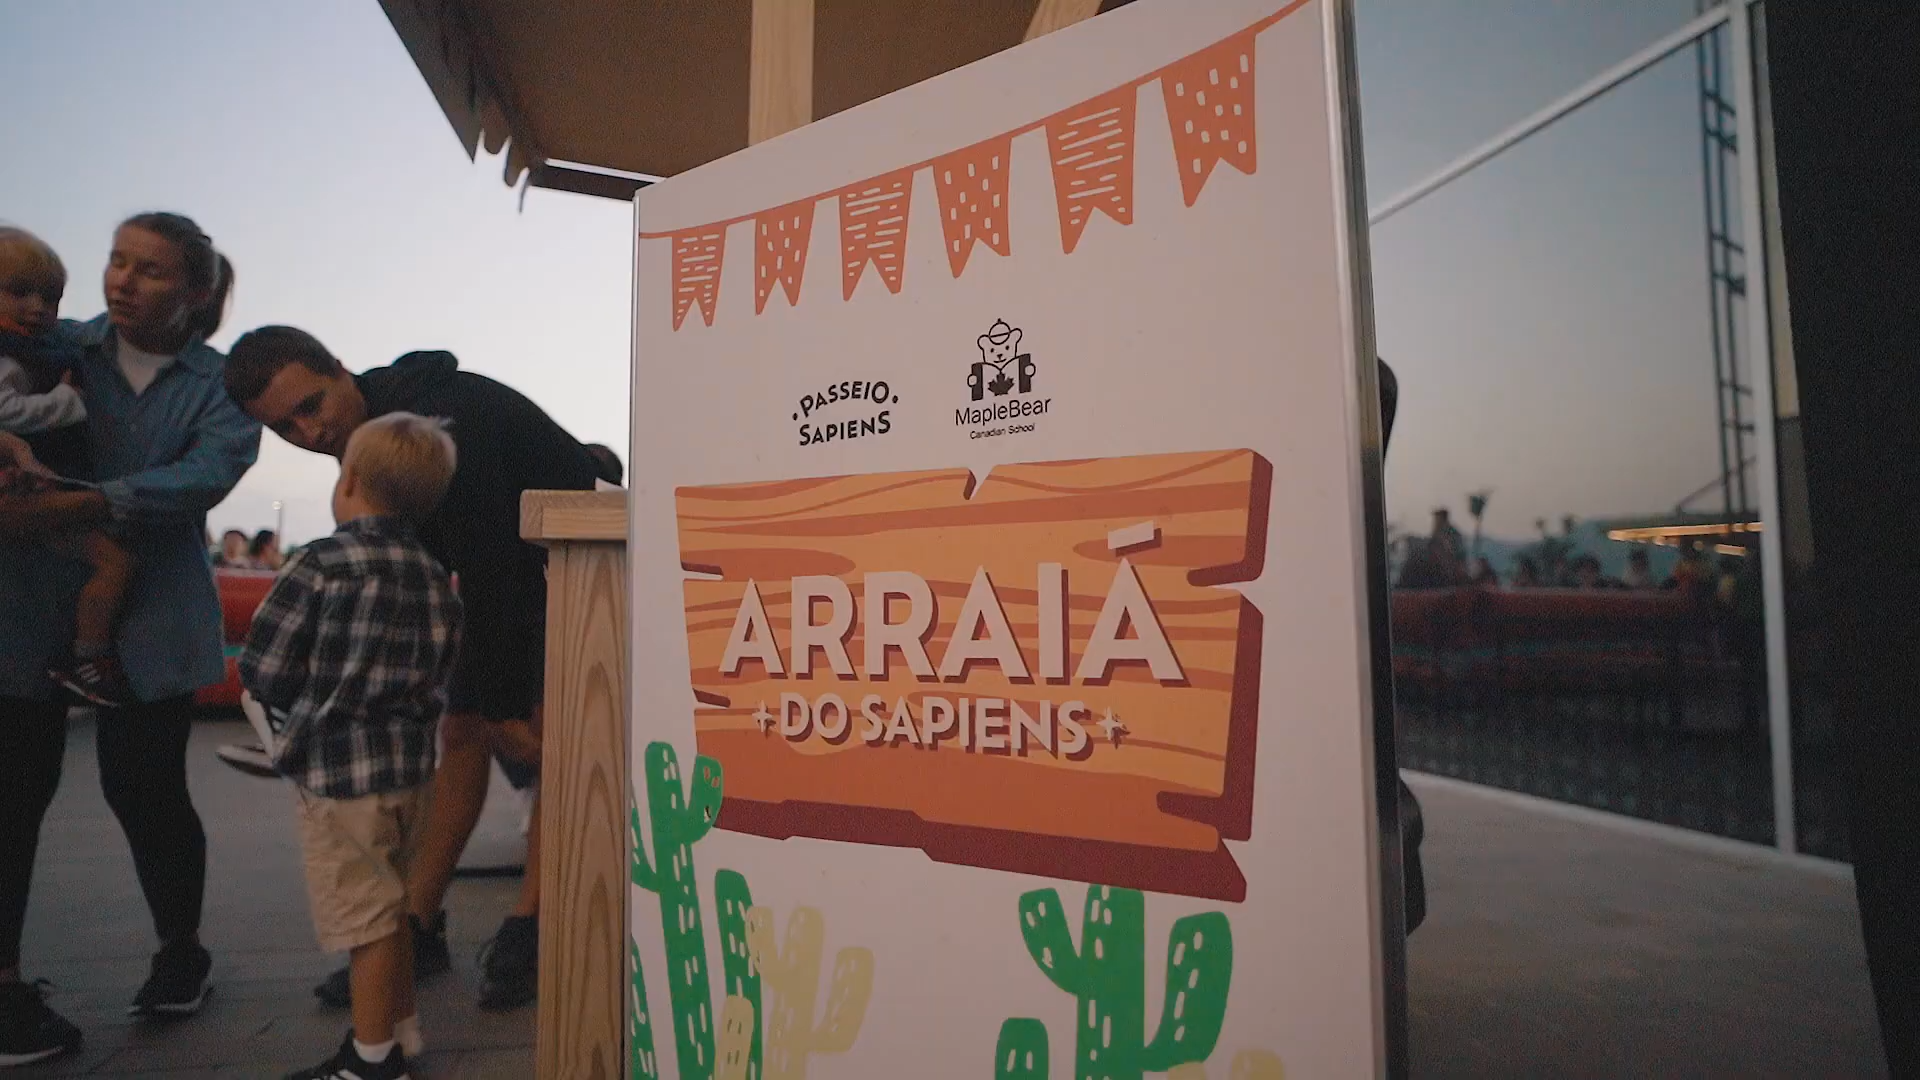 PASSEIO
SAPIENS
MapleBear
Canadian School
ARRAIÁ
DO SAPIENS